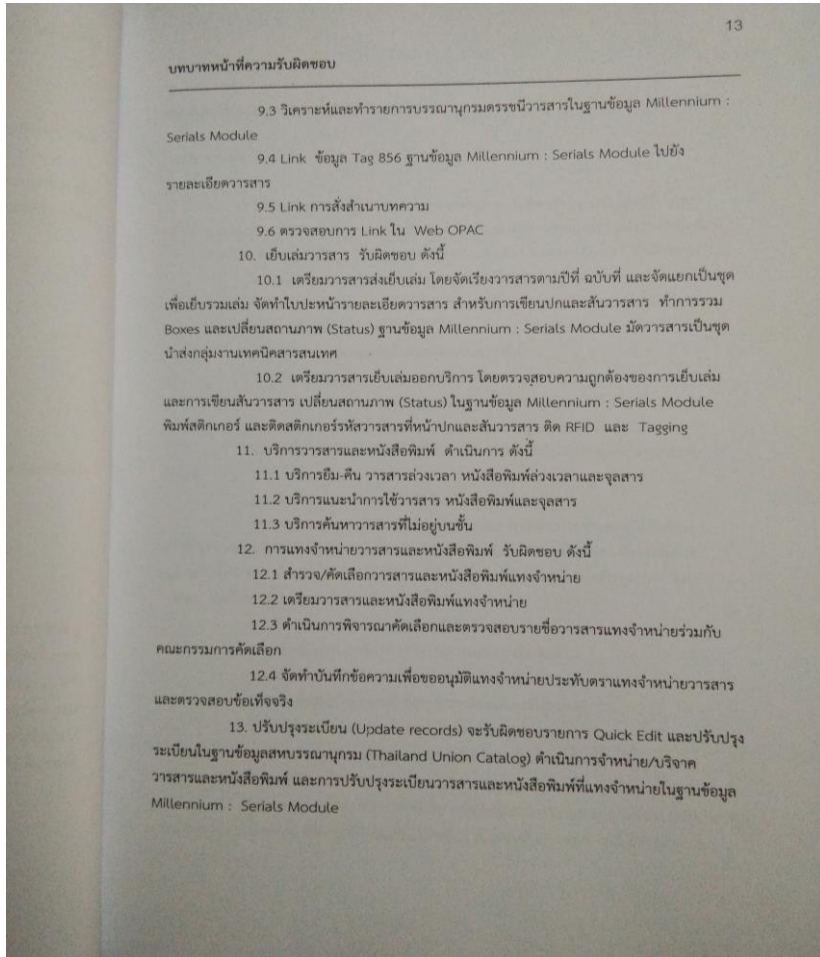 13
บทบาทหน้าที่ความรับผิดชอบ
9.3 วิเคราะห์และทำรายการบรรณานุกรมดรรชนีวารสารในฐานข้อมูล Millennium :
Serials Module
9.4 Link ข้อมูล Tag 856 ฐานข้อมูล Millennium : Serials Module ไปยัง
รายละเอียดวารสาร
9.5 Link การสั่งสำเนาบทความ
9.6 ตรวจสอบการ Link ใน Web OPAC
10. เย็บเล่มวารสาร รับผิดชอบ ดังนี้
10.1 เตรียมวารสารส่งเย็บเล่ม โดยจัดเรียงวารสารตามปีที่ ฉบับที่ และจัดแยกเป็นชุด
เพื่อเย็บรวมเล่ม จัดทำใบปะหน้ารายละเอียดวารสาร สำหรับการเขียนปกและสันวารสาร ทำการรวม
Boxes และเปลี่ยนสถานภาพ (Status) ฐานข้อมูล Millennium : Serials Module มัดวารสารเป็นชุด
นำส่งกลุ่มงานเทคนิคสารสนเทศ
10.2 เตรียมวารสารเย็บเล่มออกบริการ โดยตรวจสอบความถูกต้องของการเย็บเล่ม
และการเขียนสันวารสาร เปลี่ยนสถานภาพ (Status) ในฐานข้อมูล Millennium : Serials Module
พิมพ์สติกเกอร์ และติดสติกเกอร์รหัสวารสารที่หน้าปกและสันวารสาร ติด RFID และ Tagging
11. บริการวารสารและหนังสือพิมพ์ ดำเนินการ ดังนี้
11.1 บริการยืม-คืน วารสารล่วงเวลา หนังสือพิมพ์ล่วงเวลาและจุลสาร
11.2 บริการแนะนำการใช้วารสาร หนังสือพิมพ์และจุลสาร
11.3 บริการค้นหาวารสารที่ไม่อยู่บนชั้น
12. การแทงจำหน่ายวารสารและหนังสือพิมพ์ รับผิดชอบ ดังนี้
12.1 สำรวจ/คัดเลือกวารสารและหนังสือพิมพ์แทงจำหน่าย
12.2 เตรียมวารสารและหนังสือพิมพ์แทงจำหน่าย
12.3 ดำเนินการพิจารณาคัดเลือกและตรวจสอบรายชื่อวารสารแทงจำหน่ายร่วมกับ
คณะกรรมการคัดเลือก
12.4 จัดทำบันทึกข้อความเพื่อขออนุมัติแทงจำหน่ายประทับตราแทงจำหน่ายวารสาร
และตรวจสอบข้อเท็จจริง
13. ปรับปรุงระเบียน (Update records) จะรับผิดชอบรายการ Quick Edit และปรับปรุง
ระเบียนในฐานข้อมูลสหบรรณานุกรม (Thailand Union Catalog) ดำเนินการจำหน่าย/บริจาค
วารสารและหนังสือพิมพ์ และการปรับปรุงระเบียนวารสารและหนังสือพิมพ์ที่แทงจำหน่ายในฐานข้อมูล
Millennium : Serials Module